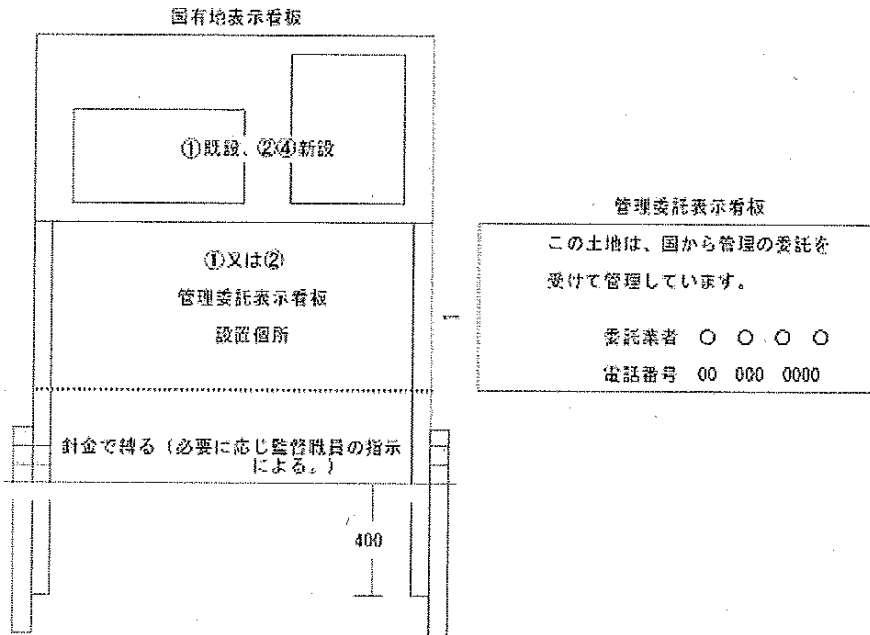 国有地表示看板
①既設、②④新設
①又は②
管理委託表示看板
設置個所
針金で縛る（必要に応じ監督職員の指示
による。）
400
管理委託表示看板
この土地は、国から管理の委託を
受けて管理しています。
委託業者 〇 〇 〇 〇
電話番号 00 000 0000